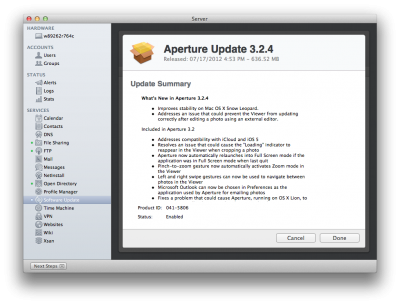 Server
HARDWARE
w89262r764c
ACCOUNTS
Users
Groups
STATUS
Alerts
Logs
Stats
SERVICES
Calendar
Contacts
DNS
File Sharing
FTP
Mail
Messages
NetInstall
Open Directory
Profile Manager
Software Update
Time Machine
VPN
Websites
Wiki
Xsan
Next Steps
Aperture Update 3.2.4
Released: 07/17/2012 4:53 PM - 636.52 MB
Update Summary
What's New in Aperture 3.2.4
• Improves stability on Mac OS X Snow Leopard.
• Addresses an issue that could prevent the Viewer from updating
correctly after editing a photo using an external editor.
Included in Aperture 3.2
• Addresses compatibility with iCloud and iOS 5
• Resolves an issue that could cause the "Loading" indicator to
reappear in the Viewer when cropping a photo
• Aperture now automatically relaunches into Full Screen mode if the
application was in Full Screen mode when last quit
• Pinch-to-zoom gesture now automatically activates Zoom mode in
the Viewer
• Left and right swipe gestures can now be used to navigate between
photos in the Viewer
• Microsoft Outlook can now be chosen in Preferences as the
application used by Aperture for emailing photos
• Fixes a problem that could cause Aperture, running on OS X Lion, to
Product ID: 041-5806
Status: Enabled
Cancel
Done